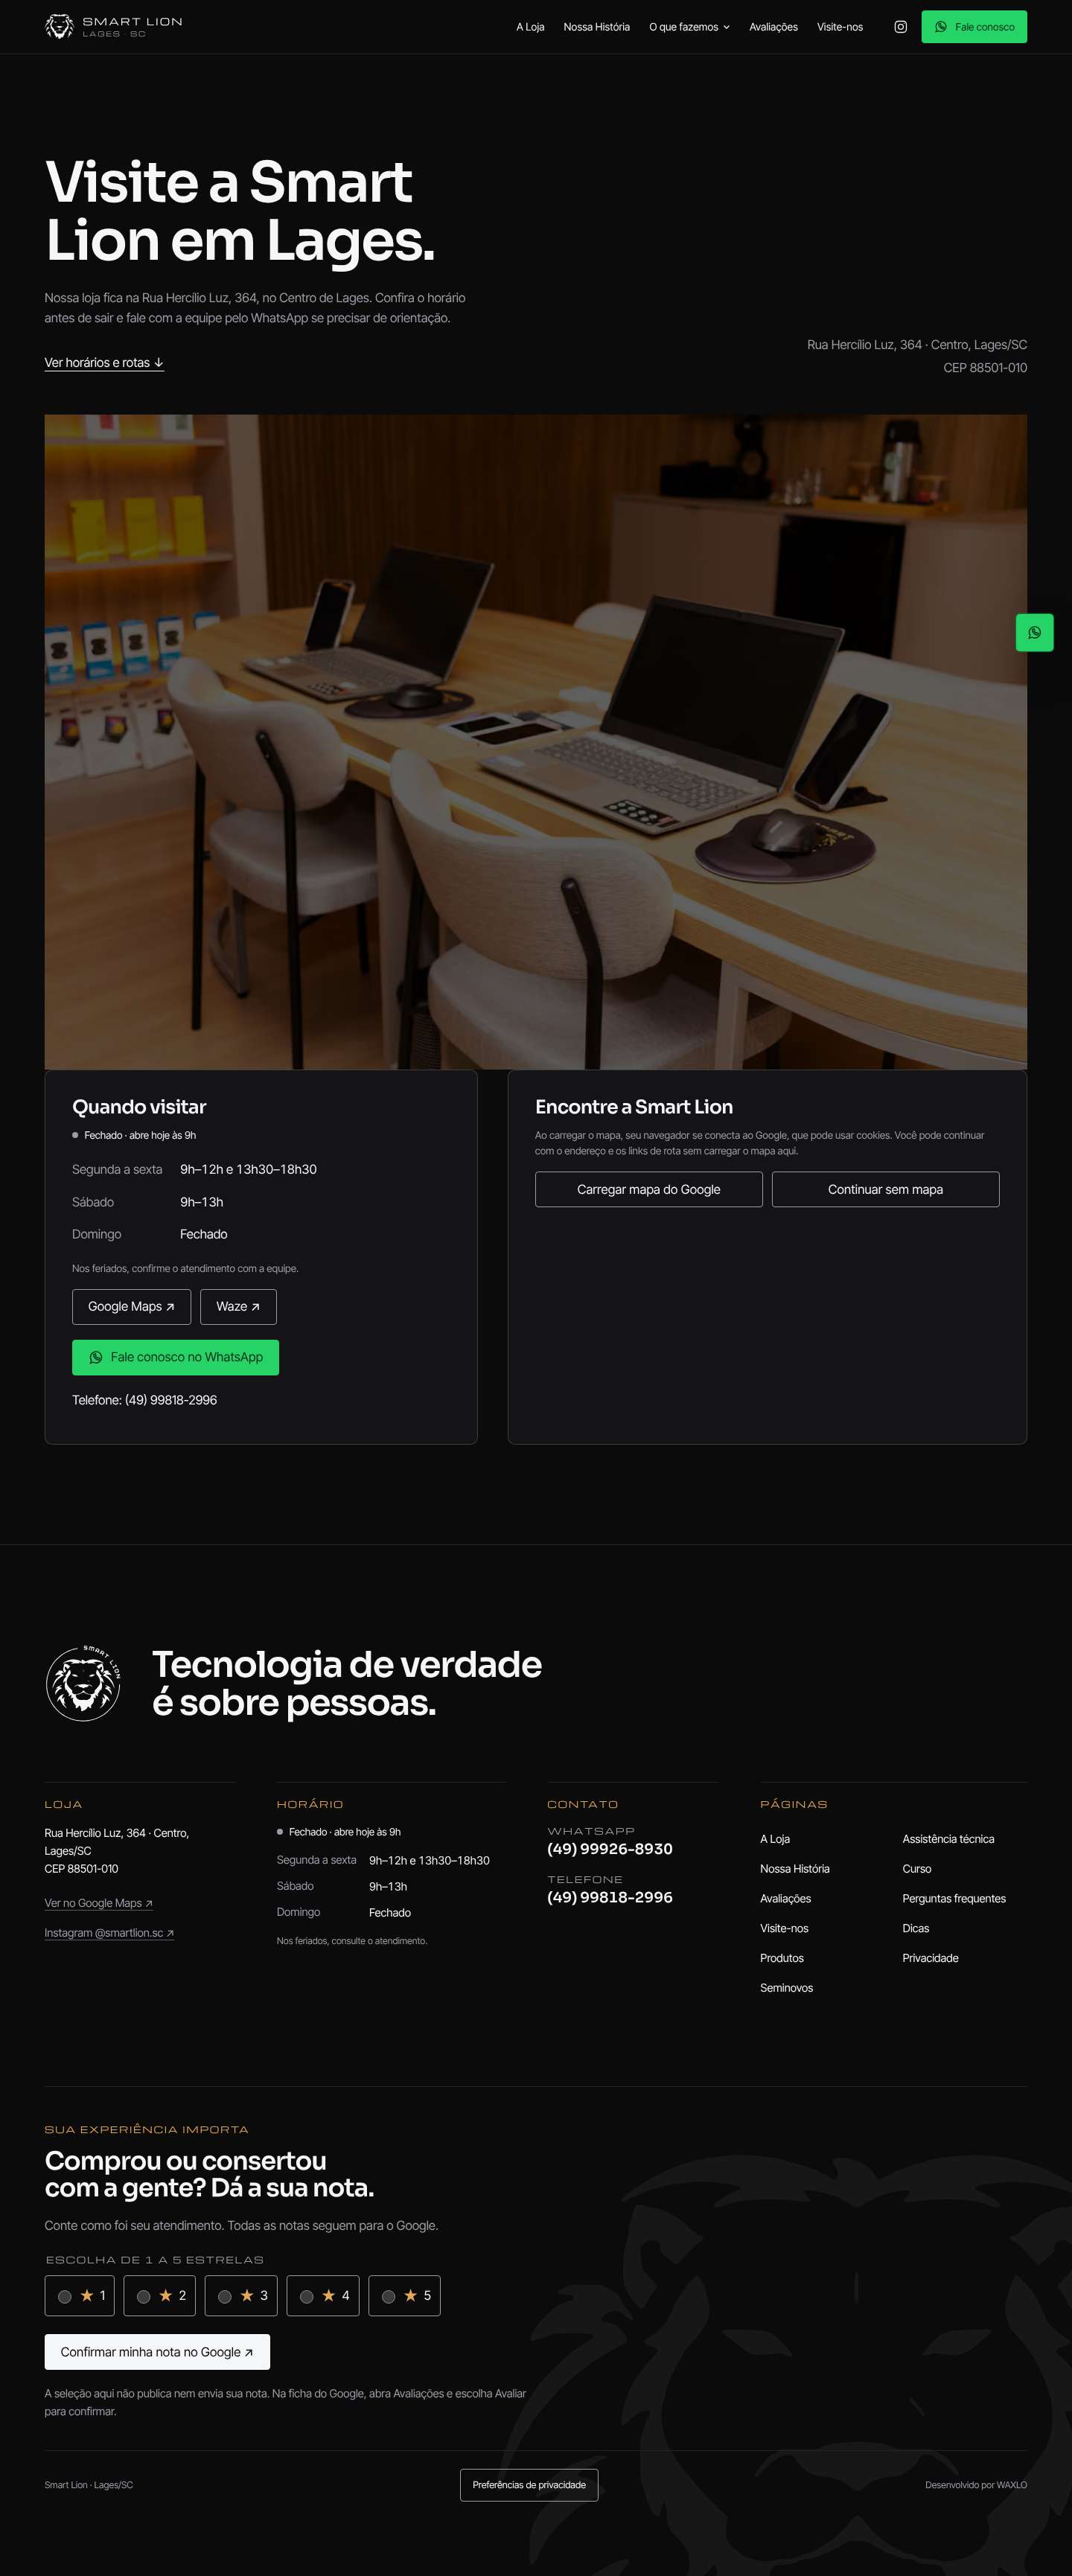 SMART LION
LAGES · SC
A Loja
Nossa História
O que fazemos
Avaliações
Visite-nos
Fale conosco
Visite a Smart
Lion em Lages.
Nossa loja fica na Rua Hercílio Luz, 364, no Centro de Lages. Confira o horário
antes de sair e fale com a equipe pelo WhatsApp se precisar de orientação.
Ver horários e rotas ↓
Rua Hercílio Luz, 364 · Centro, Lages/SC
CEP 88501-010
Quando visitar
Fechado · abre hoje às 9h
Segunda a sexta 9h–12h e 13h30–18h30
Sábado 9h–13h
Domingo Fechado
Nos feriados, confirme o atendimento com a equipe.
Google Maps ↗
Waze ↗
Fale conosco no WhatsApp
Telefone: (49) 99818-2996
Encontre a Smart Lion
Ao carregar o mapa, seu navegador se conecta ao Google, que pode usar cookies. Você pode continuar
com o endereço e os links de rota sem carregar o mapa aqui.
Carregar mapa do Google
Continuar sem mapa
SMART LION
Tecnologia de verdade
é sobre pessoas.
LOJA
Rua Hercílio Luz, 364 · Centro,
Lages/SC
CEP 88501-010
Ver no Google Maps ↗
Instagram @smartlion.sc ↗
HORÁRIO
Fechado · abre hoje às 9h
Segunda a sexta 9h–12h e 13h30–18h30
Sábado 9h–13h
Domingo Fechado
Nos feriados, consulte o atendimento.
CONTATO
WHATSAPP
(49) 99926-8930
TELEFONE
(49) 99818-2996
PÁGINAS
A Loja
Nossa História
Avaliações
Visite-nos
Produtos
Seminovos
Assistência técnica
Curso
Perguntas frequentes
Dicas
Privacidade
SUA EXPERIÊNCIA IMPORTA
Comprou ou consertou
com a gente? Dá a sua nota.
Conte como foi seu atendimento. Todas as notas seguem para o Google.
ESCOLHA DE 1 A 5 ESTRELAS
★ 1
★ 2
★ 3
★ 4
★ 5
Confirmar minha nota no Google ↗
A seleção aqui não publica nem envia sua nota. Na ficha do Google, abra Avaliações e escolha Avaliar
para confirmar.
Smart Lion · Lages/SC
Preferências de privacidade
Desenvolvido por WAXLO